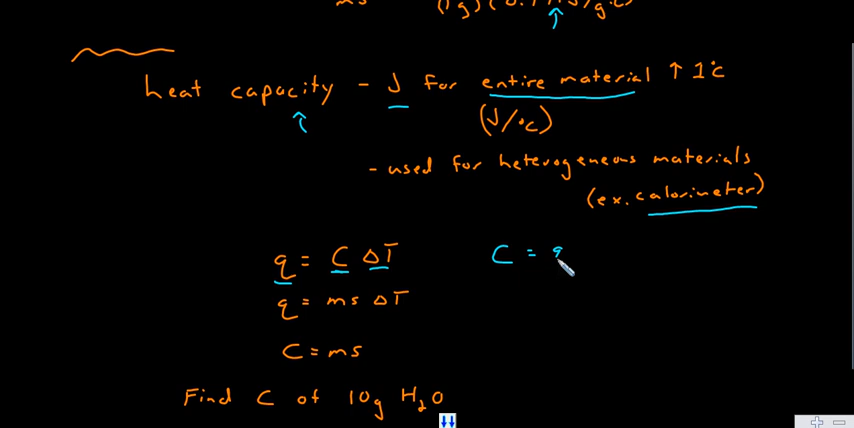 heat capacity - J for entire material ↑ 1°C
(J/°C)
- used for heterogeneous materials
(ex. calorimeter)
q = C ΔT
C = q
q = ms ΔT
C = ms
Find C of 10g H₂O